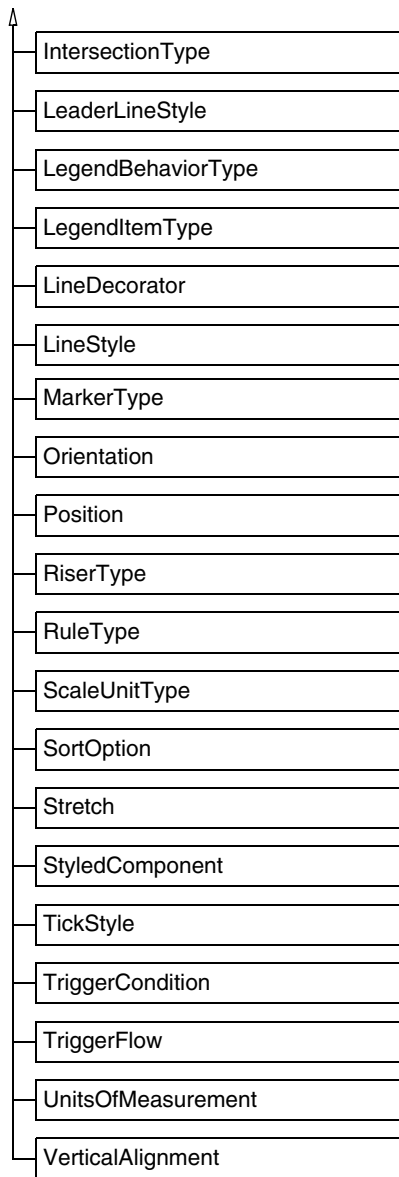 IntersectionType
LeaderLineStyle
LegendBehaviorType
LegendItemType
LineDecorator
LineStyle
MarkerType
Orientation
Position
RiserType
RuleType
ScaleUnitType
SortOption
Stretch
StyledComponent
TickStyle
TriggerCondition
TriggerFlow
UnitsOfMeasurement
VerticalAlignment